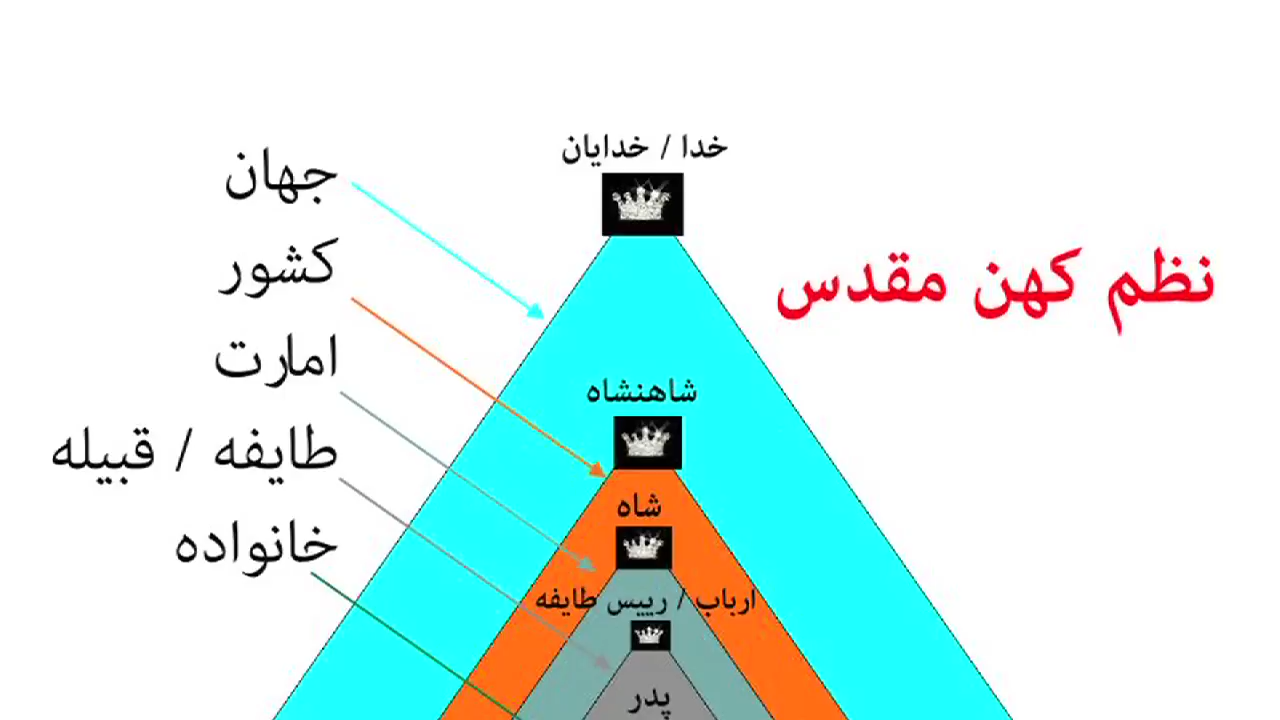 خدا / خدایان
جهان
نظم کهن مقدس
کشور
امارت
شاهنشاه
طایفه / قبیله
شاه
خانواده
ارباب / رییس طایفه
پدر